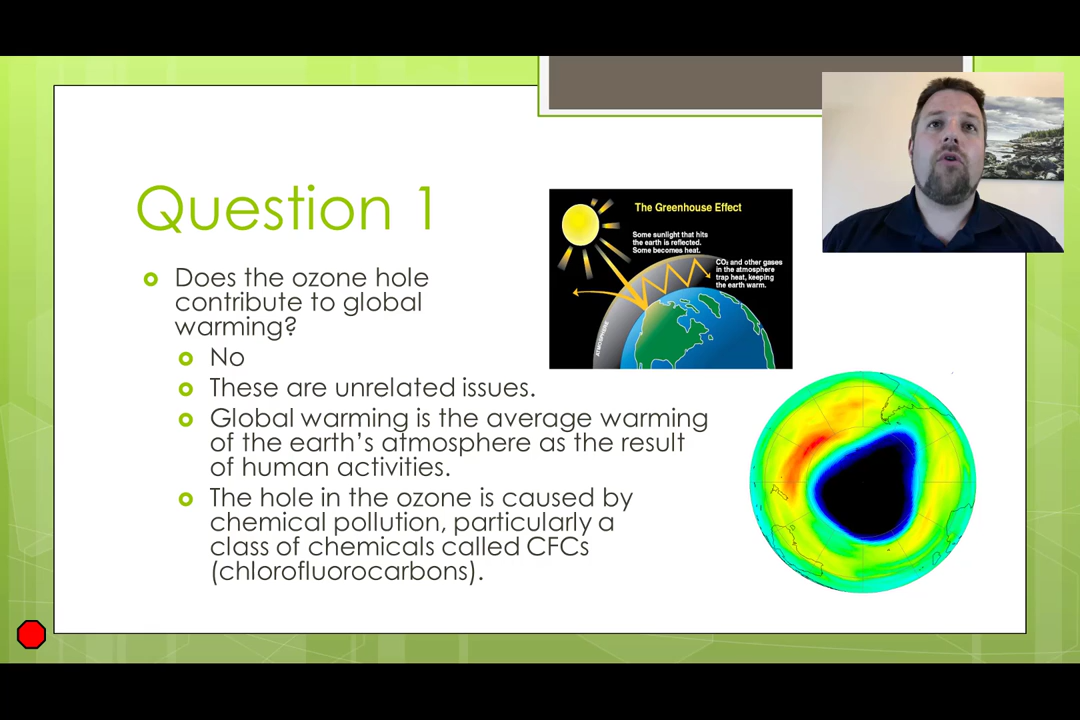 Question 1
Does the ozone hole
contribute to global
warming?
No
These are unrelated issues.
Global warming is the average warming
of the earth's atmosphere as the result
of human activities.
The hole in the ozone is caused by
chemical pollution, particularly a
class of chemicals called CFCs
(chlorofluorocarbons).
The Greenhouse Effect
Some sunlight that hits
the earth is reflected.
Some becomes heat.
CO₂ and other gases
in the atmosphere
trap heat, keeping
the earth warm.
ATMOSPHERE